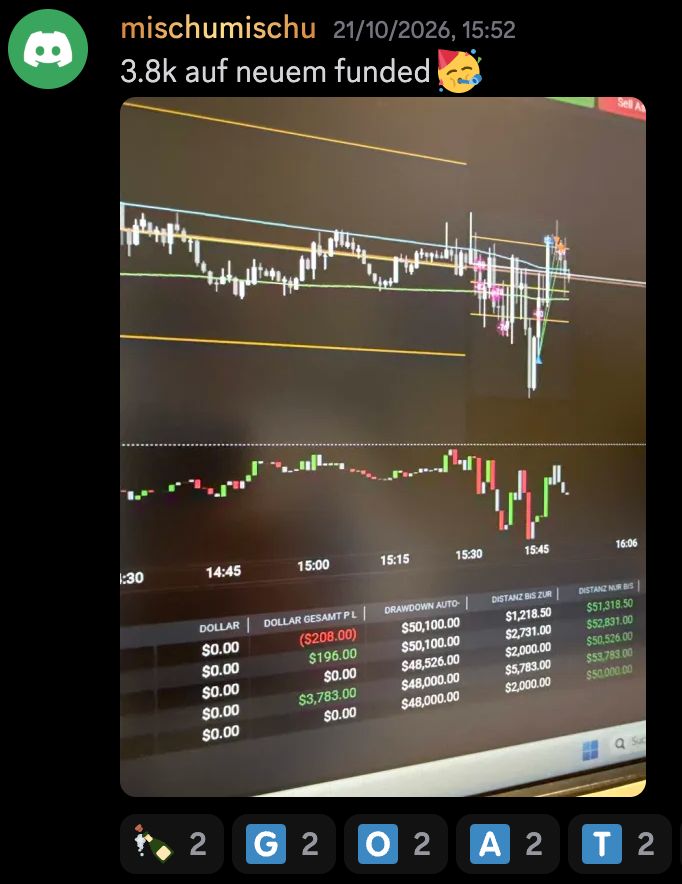 mischumischu 21/10/2026, 15:52
3.8k auf neuem funded
Sell
14:45 15:00 15:15 15:30 15:45 16:06
DOLLAR DOLLAR GESAMT P L DRAWDOWN AUTO- DISTANZ BIS ZUR DISTANZ NUR BIS
$0.00 ($208.00) $50,100.00 $1,218.50 $51,318.50
$0.00 $196.00 $50,100.00 $2,731.00 $52,831.00
$0.00 $0.00 $48,526.00 $2,000.00 $50,526.00
$0.00 $3,783.00 $48,000.00 $5,783.00 $53,783.00
$0.00 $0.00 $48,000.00 $2,000.00 $50,000.00
2 G 2 O 2 A 2 T 2